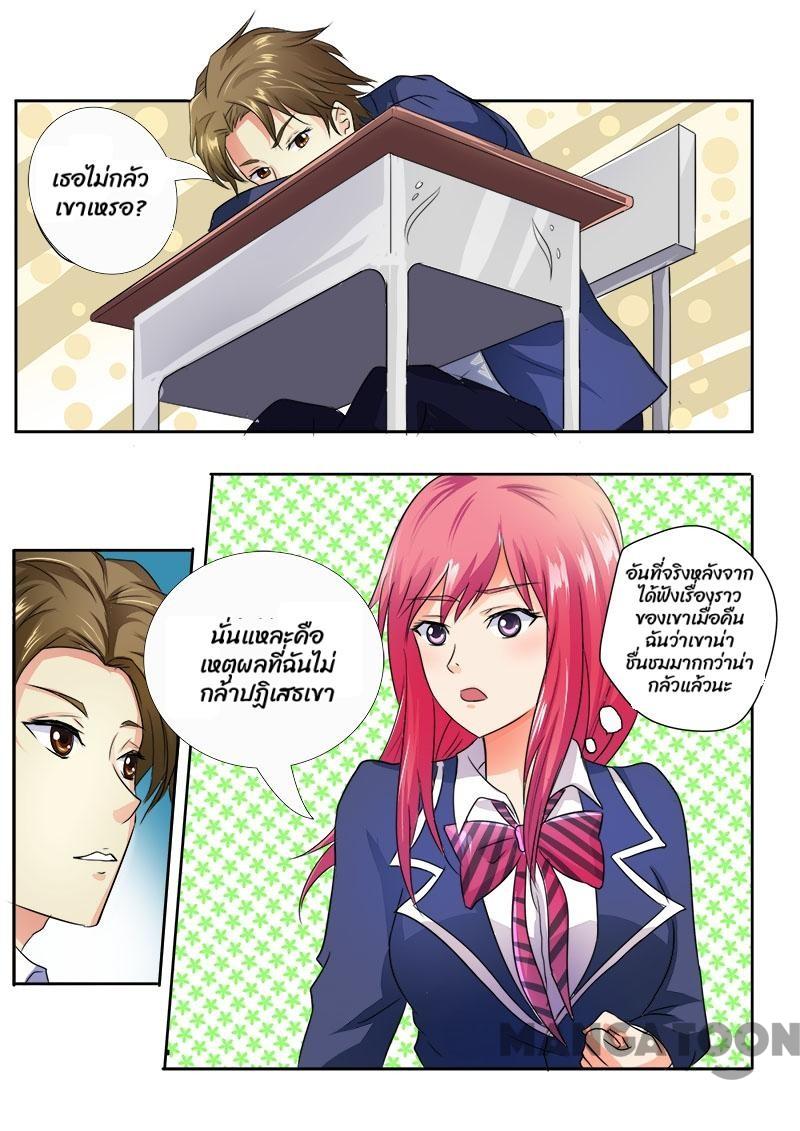 เธอไม่กลัว
เขาเหรอ?
นั่นแหละคือ
เหตุผลที่ฉันไม่
กล้าปฏิเสธเขา
อันที่จริงหลังจาก
ได้ฟังเรื่องราว
ของเขาเมื่อคืน
ฉันว่าเขาน่า
ชื่นชมมากกว่าน่า
กลัวแล้วนะ
MANGATOON